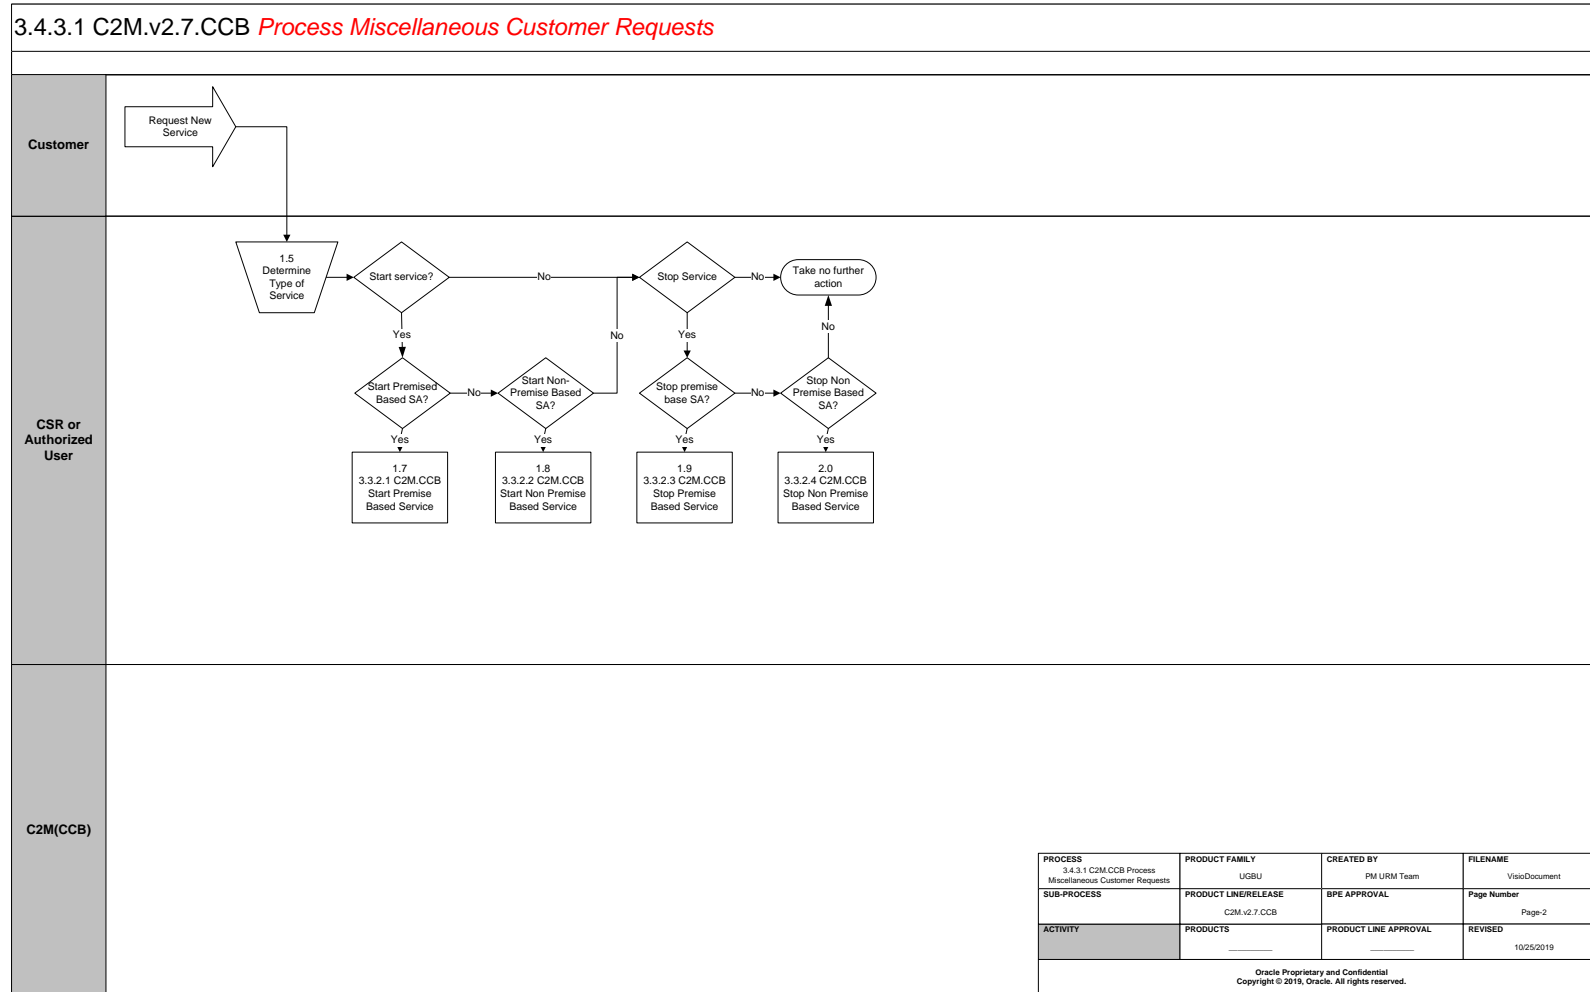 3.4.3.1 C2M.v2.7.CCB Process Miscellaneous Customer Requests
Customer
Request New
Service
CSR or
Authorized
User
1.5
Determine
Type of
Service
Start service?
No
Stop Service
No
Take no further
action
Yes
No
Yes
No
Start Premised
Based SA?
No
Start Non-
Premise Based
SA?
Stop premise
base SA?
No
Stop Non
Premise Based
SA?
Yes
Yes
Yes
Yes
1.7
3.3.2.1 C2M.CCB
Start Premise
Based Service
1.8
3.3.2.2 C2M.CCB
Start Non Premise
Based Service
1.9
3.3.2.3 C2M.CCB
Stop Premise
Based Service
2.0
3.3.2.4 C2M.CCB
Stop Non Premise
Based Service
C2M(CCB)
PROCESS
3.4.3.1 C2M.CCB Process
Miscellaneous Customer Requests
PRODUCT FAMILY
UGBU
CREATED BY
PM URM Team
FILENAME
VisioDocument
SUB-PROCESS
PRODUCT LINE/RELEASE
C2M.v2.7.CCB
BPE APPROVAL
Page Number
Page-2
ACTIVITY
PRODUCTS
__________
PRODUCT LINE APPROVAL
__________
REVISED
10/25/2019
Oracle Proprietary and Confidential
Copyright © 2019, Oracle. All rights reserved.